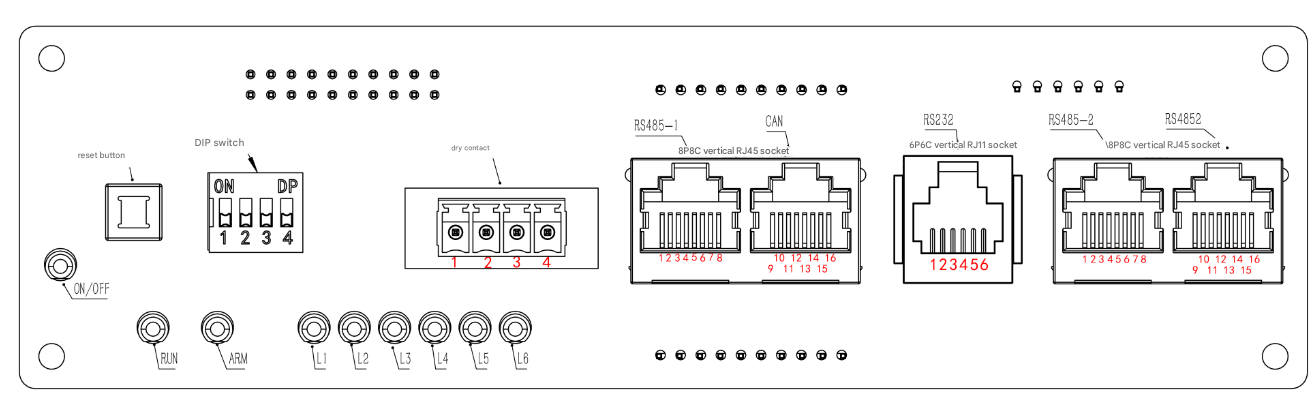 RS485-1
CAN
RS232
RS485-2
RS4852
reset button
DIP switch
dry contact
8P8C vertical RJ45 socket
6P6C vertical RJ11 socket
8P8C vertical RJ45 socket
ON DP
1 2 3 4
1 2 3 4
1 2 3 4 5 6 7 8
10 12 14 16
9 11 13 15
123456
1 2 3 4 5 6 7 8
10 12 14 16
9 11 13 15
ON/OFF
RUN
ARM
L1
L2
L3
L4
L5
L6